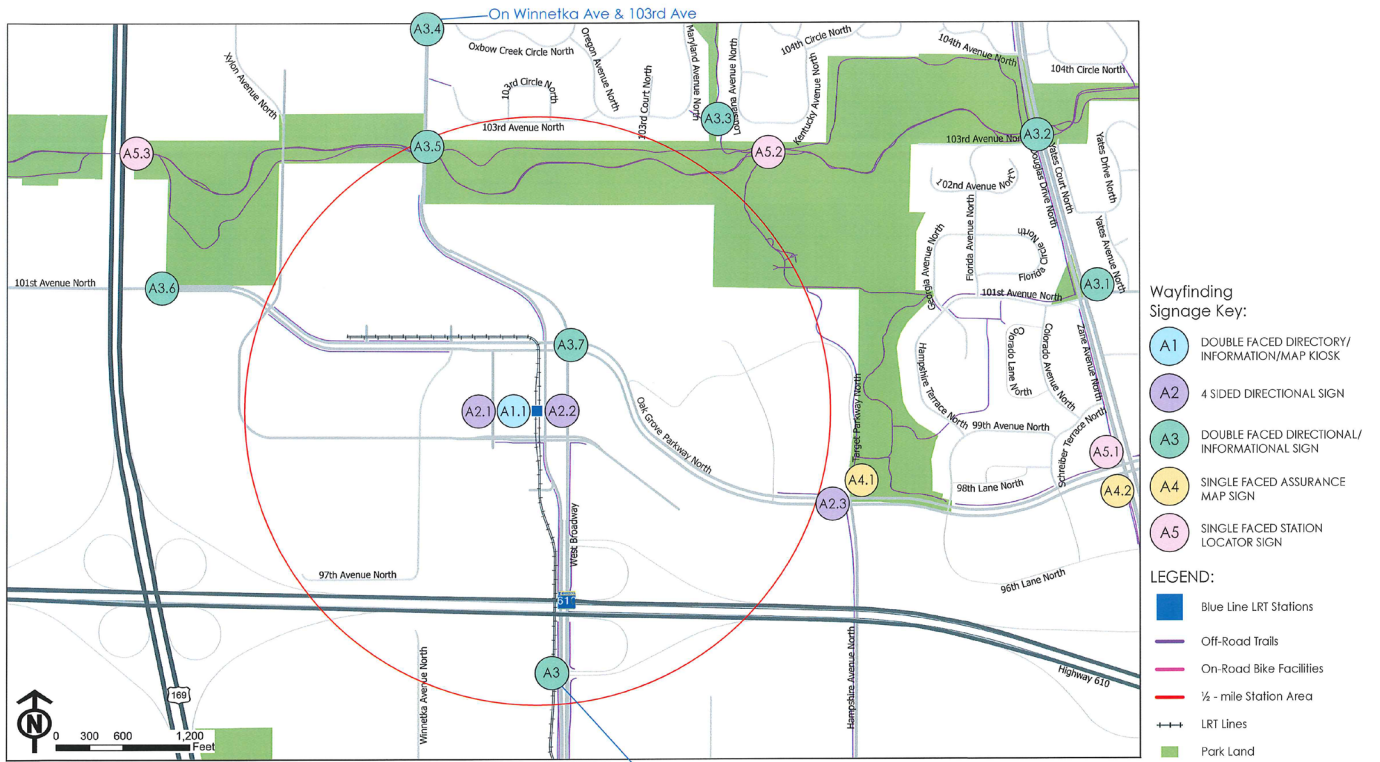 On Winnetka Ave & 103rd Ave
A3.4
Oxbow Creek Circle North
Oregon Avenue North
Maryland Avenue North
104th Circle North
104th Avenue North
104th Circle North
Xylon Avenue North
103rd Circle North
103rd Court North
Kentucky Avenue North
103rd Avenue North
A3.3
A3.2
103rd Avenue
A5.3
A3.5
A5.2
Yates Drive North
Yates Court North
Douglas Drive North
102nd Avenue North
Florida Avenue North
Georgia Avenue North
Florida
Circle North
Yates Avenue North
101st Avenue North
A3.6
A3.1
101st Avenue North
A3.7
Zane Avenue North
Colorado Avenue North
Colorado Lane North
Hampshire Terrace North
Target Parkway North
Oak Grove Parkway North
A2.1
A1.1
A2.2
99th Avenue North
Schreiber Terrace North
A5.1
A4.1
A4.2
98th Lane North
A2.3
West Broadway
97th Avenue North
96th Lane North
A3
Winnetka Avenue North
Hampshire Avenue North
Highway 610
169
N
0 300 600 1,200
Feet
Wayfinding
Signage Key:
A1
DOUBLE FACED DIRECTORY/
INFORMATION/MAP KIOSK
A2
4 SIDED DIRECTIONAL SIGN
A3
DOUBLE FACED DIRECTIONAL/
INFORMATIONAL SIGN
A4
SINGLE FACED ASSURANCE
MAP SIGN
A5
SINGLE FACED STATION
LOCATOR SIGN
LEGEND:
Blue Line LRT Stations
Off-Road Trails
On-Road Bike Facilities
½ - mile Station Area
LRT Lines
Park Land